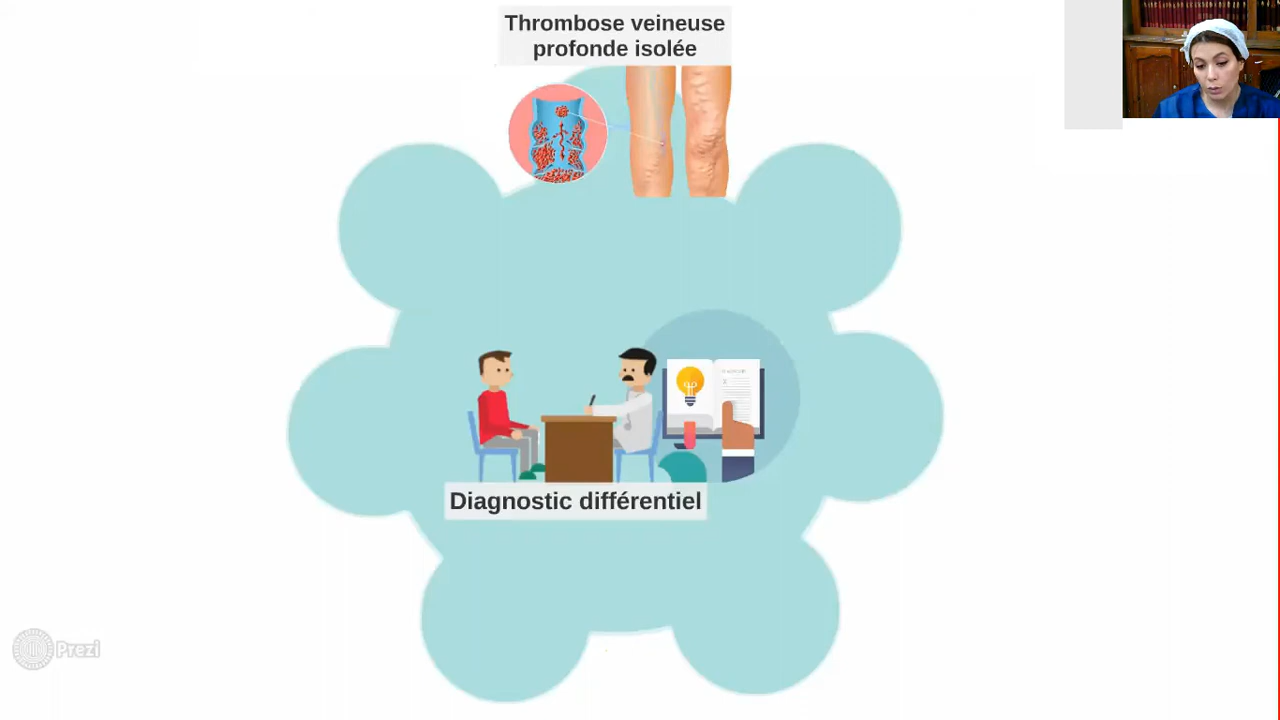 Thrombose veineuse
profonde isolée
Diagnostic différentiel
Prezi